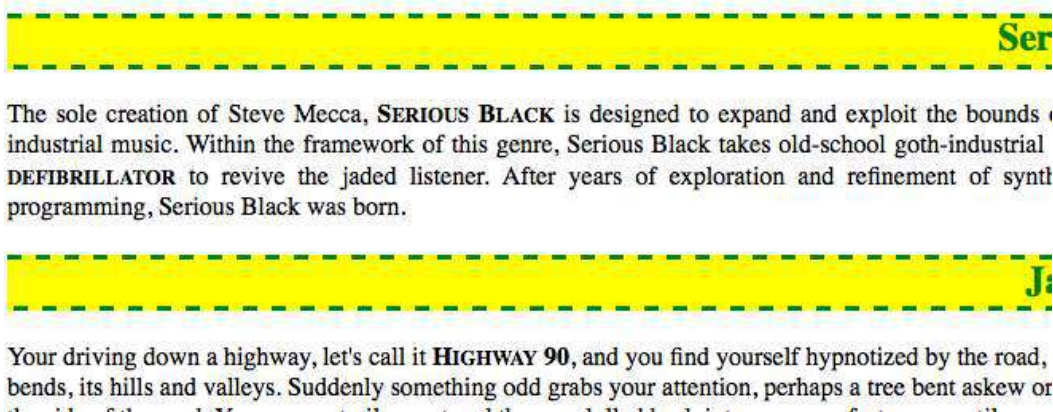 Ser
The sole creation of Steve Mecca, SERIOUS BLACK is designed to expand and exploit the bounds
industrial music. Within the framework of this genre, Serious Black takes old-school goth-industrial
DEFIBRILLATOR to revive the jaded listener. After years of exploration and refinement of synth
programming, Serious Black was born.
Ja
Your driving down a highway, let's call it HIGHWAY 90, and you find yourself hypnotized by the road,
bends, its hills and valleys. Suddenly something odd grabs your attention, perhaps a tree bent askew or